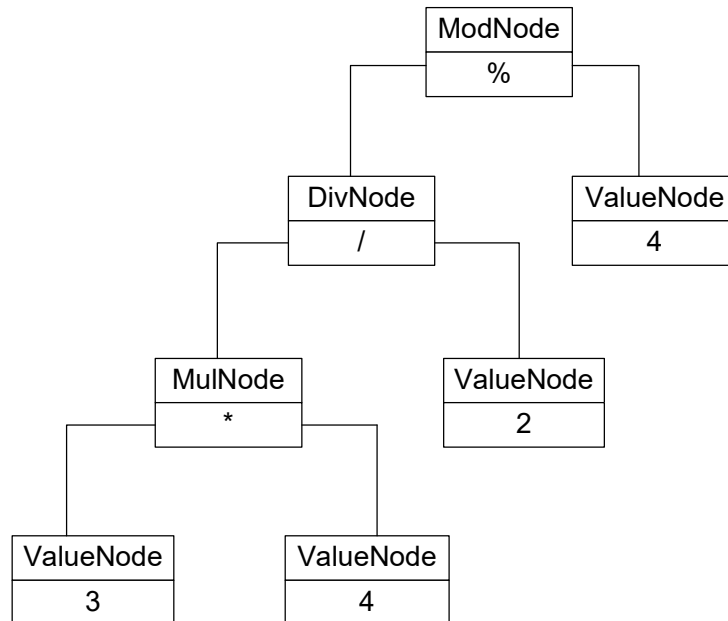 ModNode
%
DivNode
/
ValueNode
4
MulNode
*
ValueNode
2
ValueNode
3
ValueNode
4